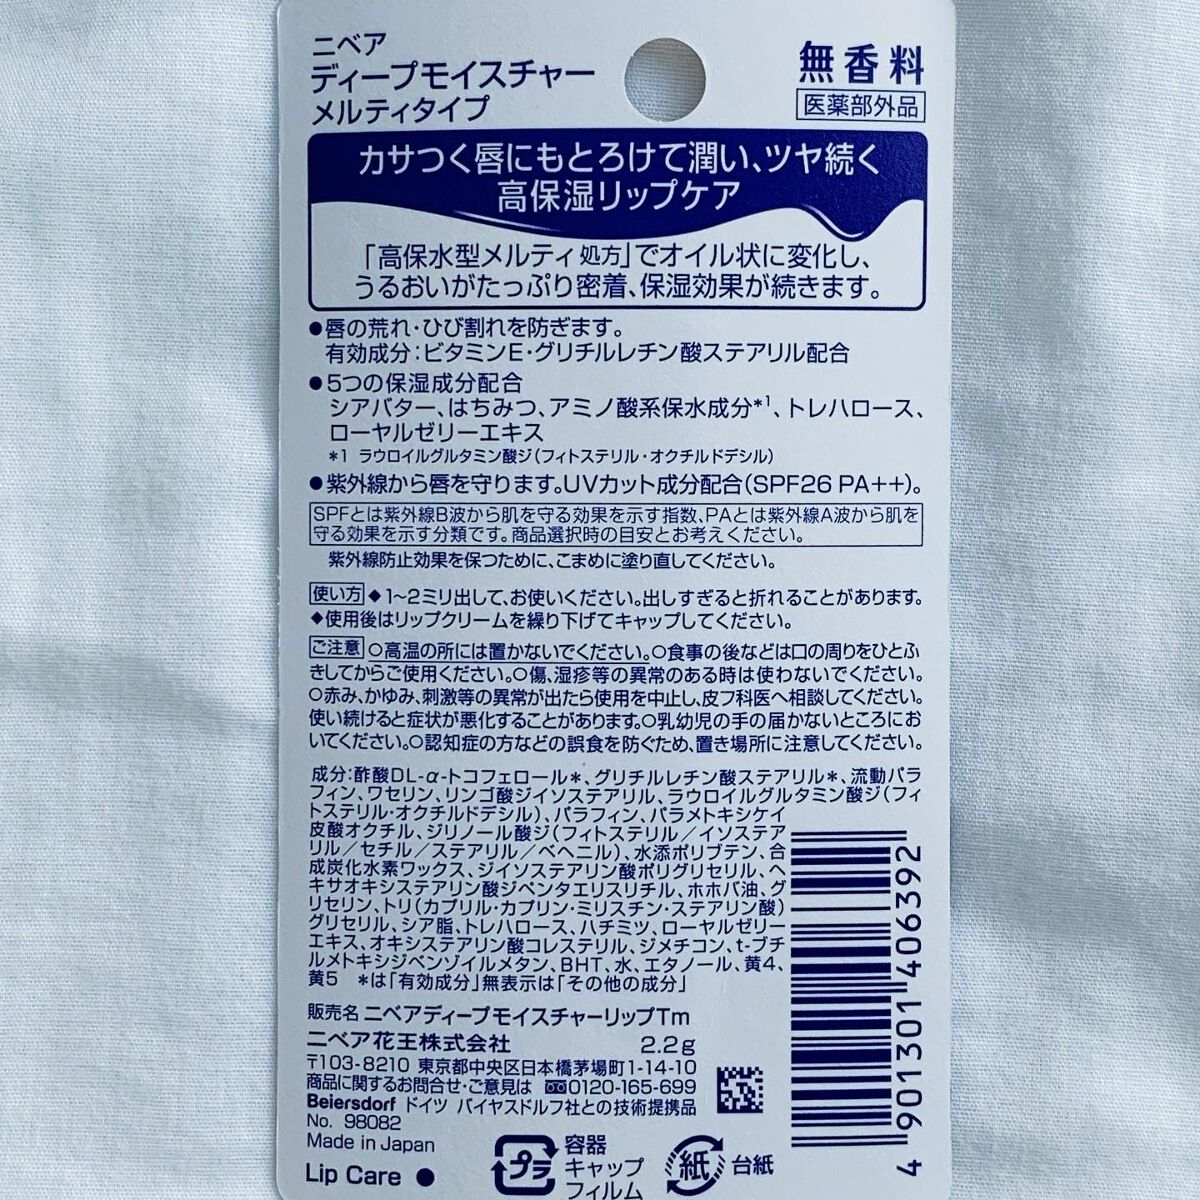 ニベア
ディープモイスチャー
メルティタイプ
無香料
医薬部外品
カサつく唇にもとろけて潤い、ツヤ続く
高保湿リップケア
「高保水型メルティ処方」でオイル状に変化し、
うるおいがたっぷり密着、保湿効果が続きます。
●唇の荒れ・ひび割れを防ぎます。
有効成分：ビタミンE・グリチルレチン酸ステアリル配合
●5つの保湿成分配合
シアバター、はちみつ、アミノ酸系保水成分*1、トレハロース、
ローヤルゼリーエキス
*1 ラウロイルグルタミン酸ジ（フィトステリル・オクチルドデシル）
●紫外線から唇を守ります。UVカット成分配合（SPF26 PA++）。
SPFとは紫外線B波から肌を守る効果を示す指数、PAとは紫外線A波から肌を
守る効果を示す分類です。商品選択時の目安とお考えください。
紫外線防止効果を保つために、こまめに塗り直してください。
使い方 ◆1〜2ミリ出して、お使いください。出しすぎると折れることがあります。
◆使用後はリップクリームを繰り下げてキャップしてください。
ご注意 ○高温の所には置かないでください。○食事の後などは口の周りをひとふ
きしてからご使用ください。○傷、湿疹等の異常のある時は使わないでください。
○赤み、かゆみ、刺激等の異常が出たら使用を中止し、皮フ科医へ相談してください。
使い続けると症状が悪化することがあります。○乳幼児の手の届かないところにお
いてください。○認知症の方などの誤食を防ぐため、置き場所に注意してください。
成分：酢酸DL-α-トコフェロール＊、グリチルレチン酸ステアリル＊、流動パラ
フィン、ワセリン、リンゴ酸ジイソステアリル、ラウロイルグルタミン酸ジ（フィ
トステリル・オクチルドデシル）、パラフィン、パラメトキシケイ
皮酸オクチル、ジリノール酸ジ（フィトステリル／イソステア
リル／セチル／ステアリル／ベヘニル）、水添ポリブテン、合
成炭化水素ワックス、ジイソステアリン酸ポリグリセリル、ヘ
キサオキシステアリン酸ジペンタエリスリチル、ホホバ油、グ
リセリン、トリ（カプリル・カプリン・ミリスチン・ステアリン酸）
グリセリル、シア脂、トレハロース、ハチミツ、ローヤルゼリー
エキス、オキシステアリン酸コレステリル、ジメチコン、t-ブチ
ルメトキシジベンゾイルメタン、BHT、水、エタノール、黄4、
黄5　＊は「有効成分」無表示は「その他の成分」
販売名 ニベアディープモイスチャーリップTm
ニベア花王株式会社 2.2g
〒103-8210 東京都中央区日本橋茅場町1-14-10
商品に関するお問合せ・ご意見は 0120-165-699
Beiersdorf ドイツ バイヤスドルフ社との技術提携品
No. 98082
Made in Japan
Lip Care ●
プラ
容器
キャップ
フィルム
紙
台紙
4 901301 406392